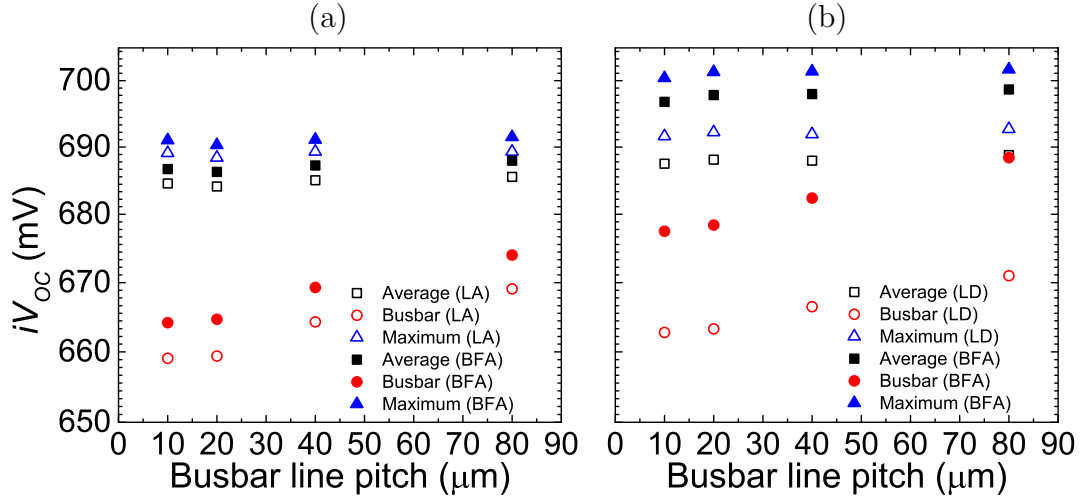 (a)
(b)
iV_OC (mV)
700
690
680
670
660
650
Average (LA)
Busbar (LA)
Maximum (LA)
Average (BFA)
Busbar (BFA)
Maximum (BFA)
0 10 20 30 40 50 60 70 80 90
Busbar line pitch (μm)
Average (LD)
Busbar (LD)
Maximum (LD)
Average (BFA)
Busbar (BFA)
Maximum (BFA)
10 20 30 40 50 60 70 80 90
Busbar line pitch (μm)